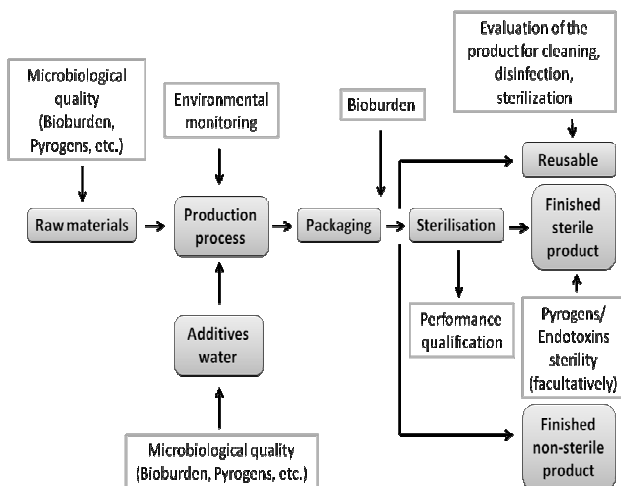 Evaluation of the
product for cleaning,
disinfection,
sterilization
Microbiological
quality
(Bioburden,
Pyrogens, etc.)
Environmental
monitoring
Bioburden
Reusable
Raw materials
Production
process
Packaging
Sterilisation
Finished
sterile
product
Additives
water
Performance
qualification
Pyrogens/
Endotoxins
sterility
(facultatively)
Microbiological quality
(Bioburden, Pyrogens, etc.)
Finished
non-sterile
product